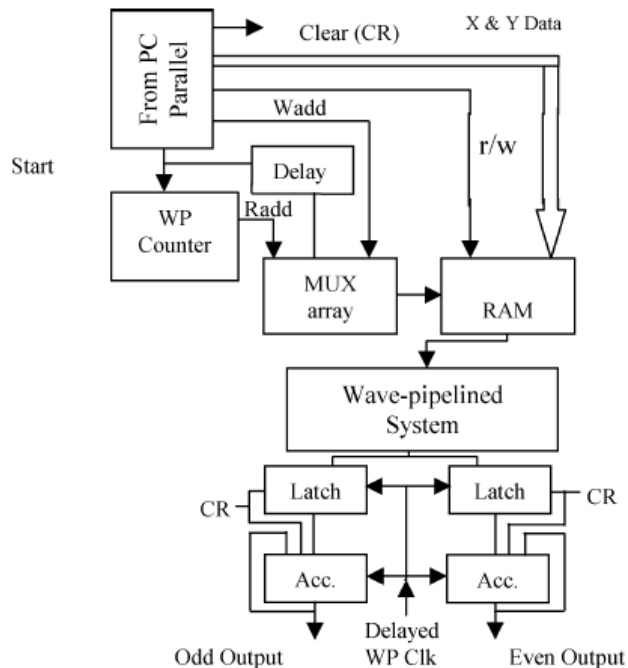 From PC
Parallel
Clear (CR)
X & Y Data
Wadd
r/w
Start
Delay
WP
Counter
Radd
MUX
array
RAM
Wave-pipelined
System
Latch
Latch
CR
CR
Acc.
Acc.
Odd Output
Delayed
WP Clk
Even Output